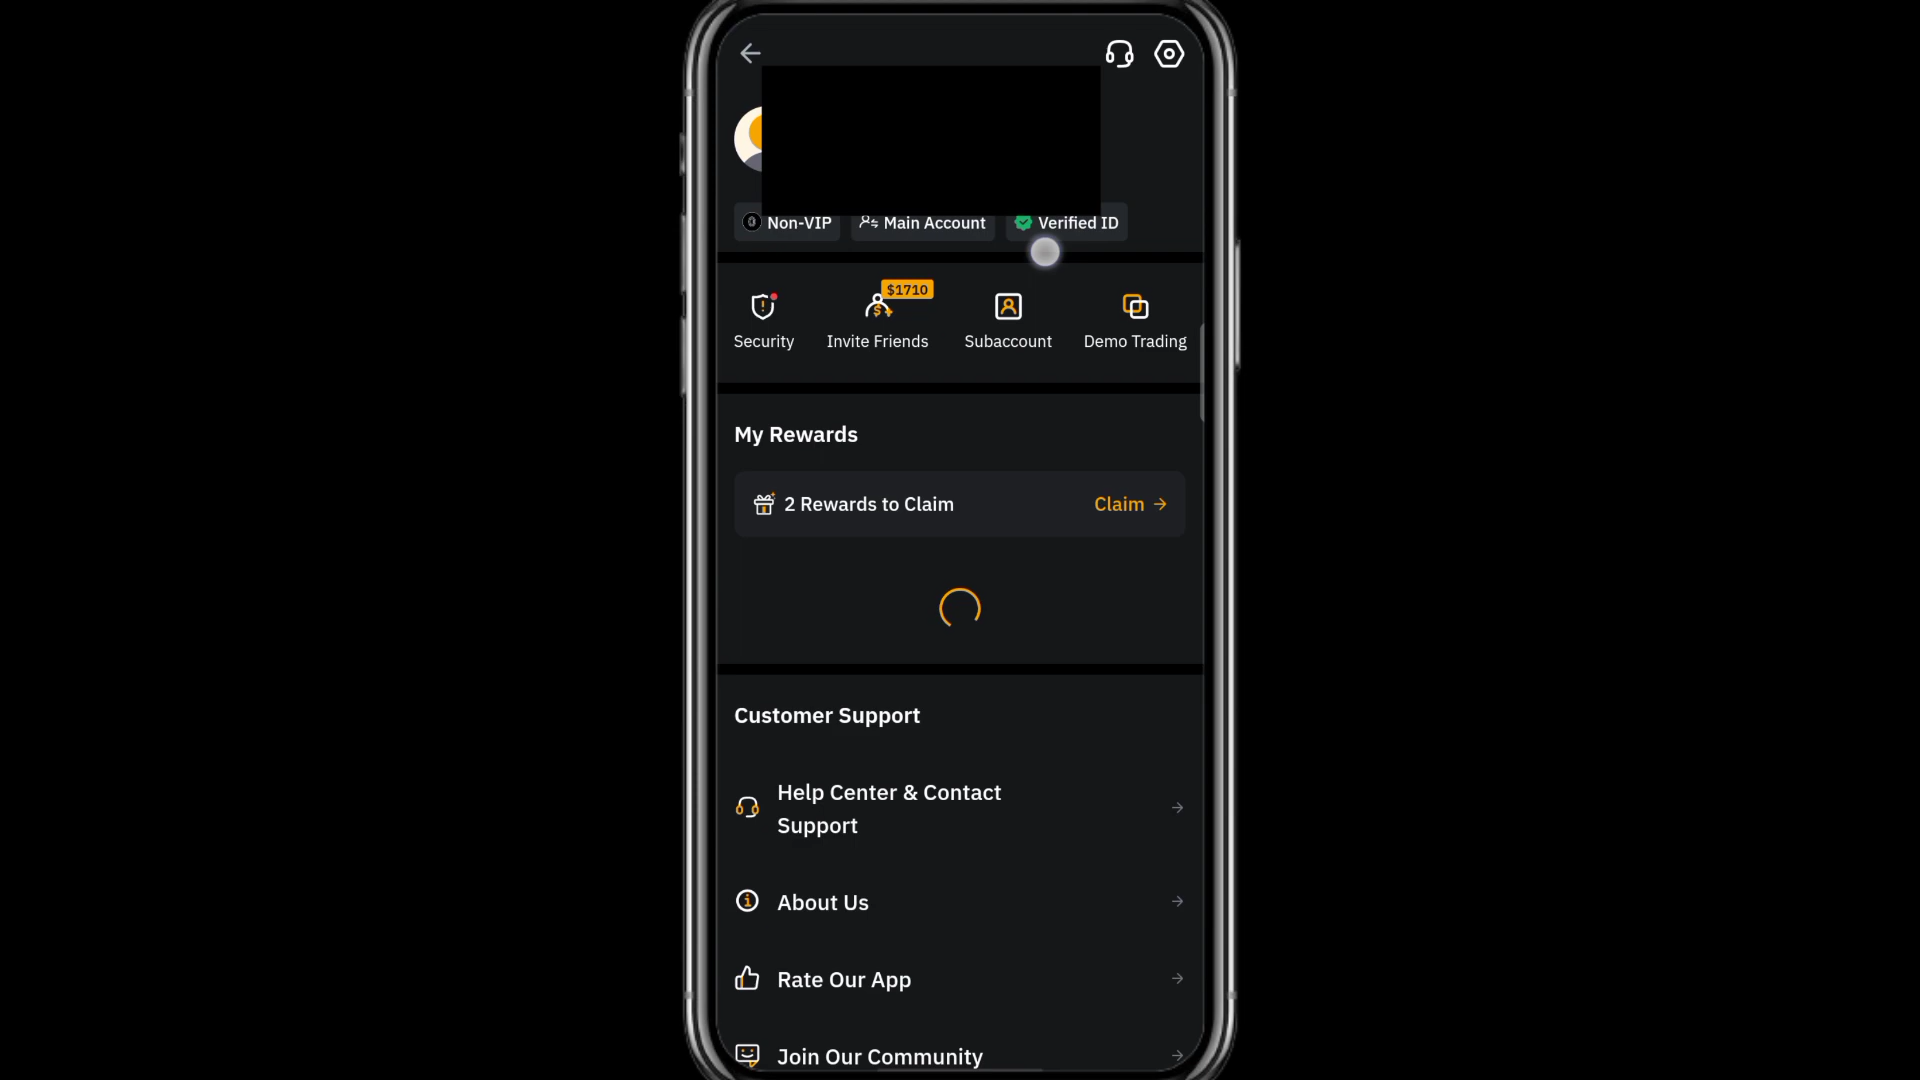 Non-VIP Main Account Verified ID
$1710
Security Invite Friends Subaccount Demo Trading
My Rewards
2 Rewards to Claim Claim
Customer Support
Help Center & Contact
Support
About Us
Rate Our App
Join Our Community